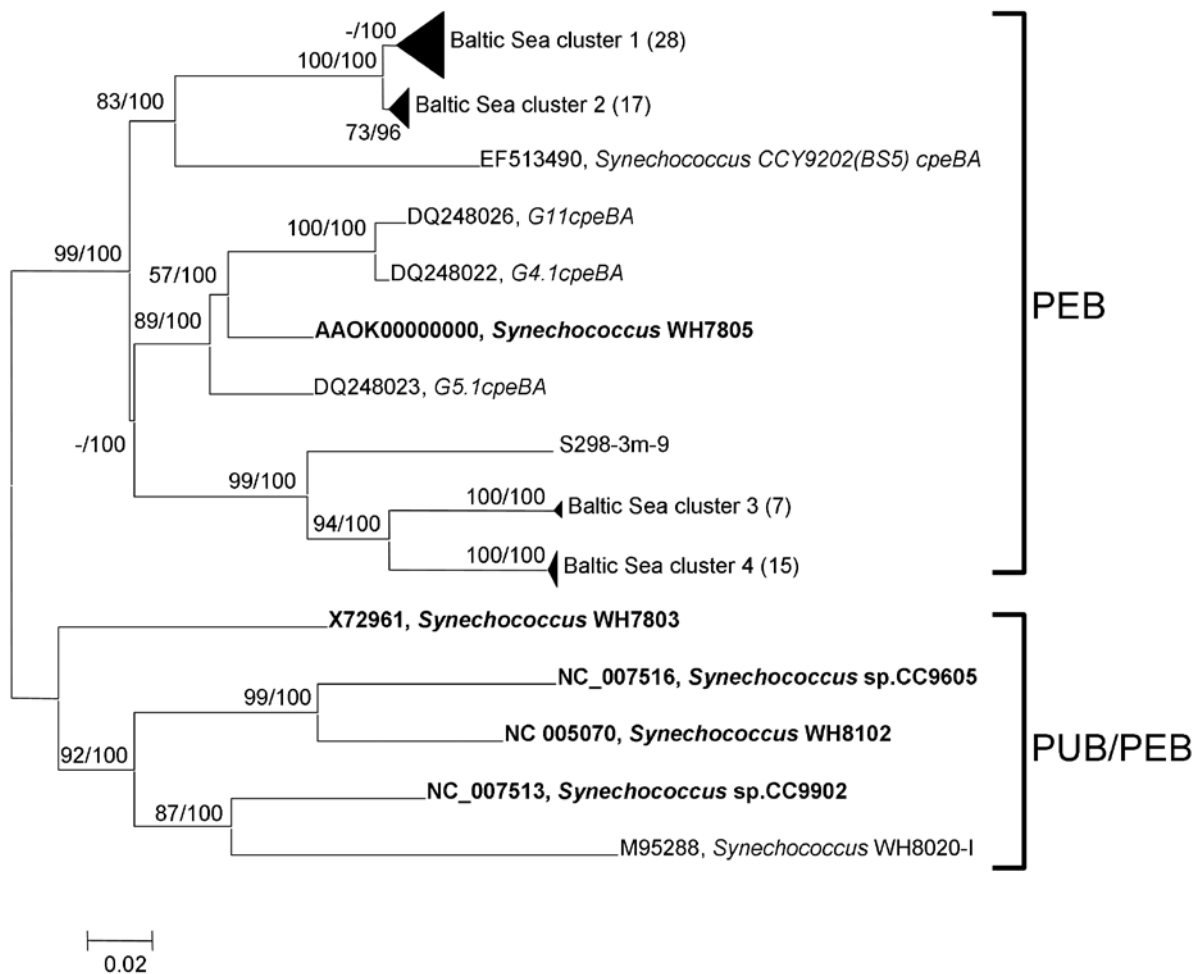 -/100
Baltic Sea cluster 1 (28)
100/100
83/100
Baltic Sea cluster 2 (17)
73/96
EF513490, Synechococcus CCY9202(BS5) cpeBA
DQ248026, G11cpeBA
100/100
99/100
57/100
DQ248022, G4.1cpeBA
PEB
89/100
AAOK00000000, Synechococcus WH7805
DQ248023, G5.1cpeBA
-/100
S298-3m-9
99/100
100/100
Baltic Sea cluster 3 (7)
94/100
100/100
Baltic Sea cluster 4 (15)
X72961, Synechococcus WH7803
NC_007516, Synechococcus sp.CC9605
99/100
NC 005070, Synechococcus WH8102
92/100
PUB/PEB
NC_007513, Synechococcus sp.CC9902
87/100
M95288, Synechococcus WH8020-I
0.02